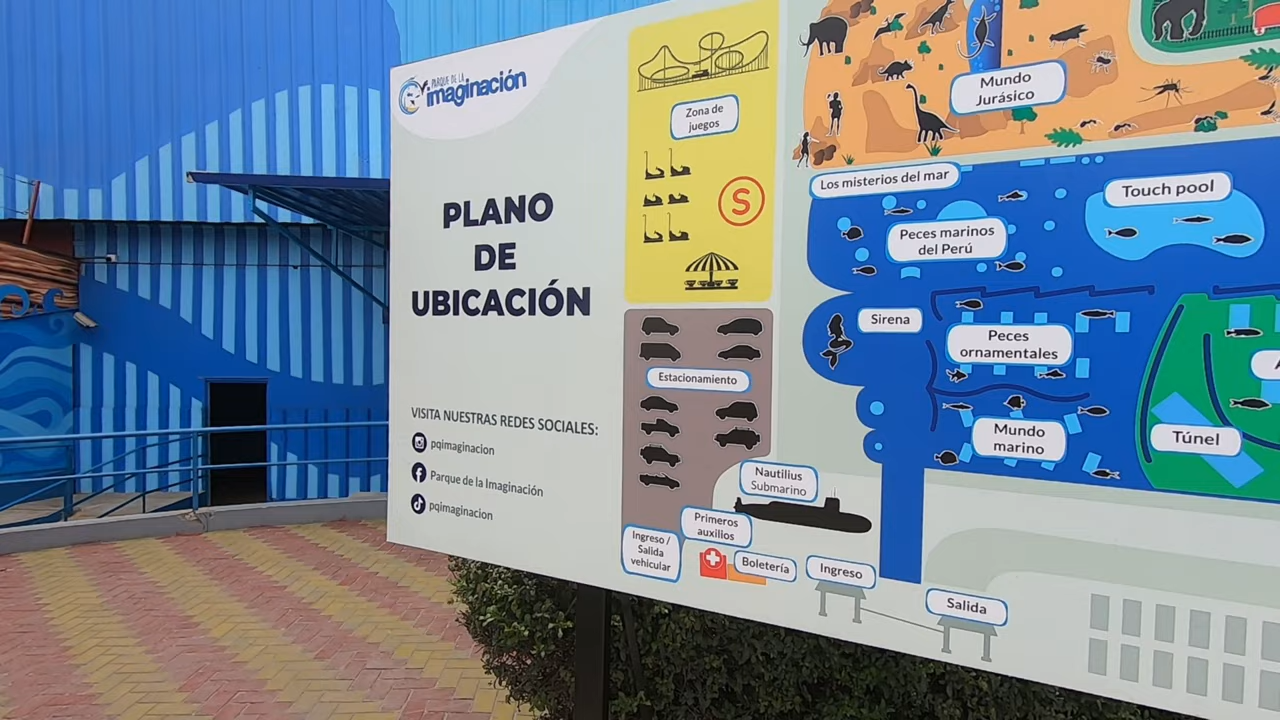 PARQUE DE LA
imaginación
PLANO
DE
UBICACIÓN
VISITA NUESTRAS REDES SOCIALES:
pqimaginacion
Parque de la Imaginación
pqimaginacion
Zona de
juegos
S
Estacionamiento
Nautilius
Submarino
Primeros
auxilios
Ingreso /
Salida
vehicular
Boletería
Ingreso
Salida
Mundo
Jurásico
Los misterios del mar
Touch pool
Peces marinos
del Perú
Sirena
Peces
ornamentales
Mundo
marino
Túnel